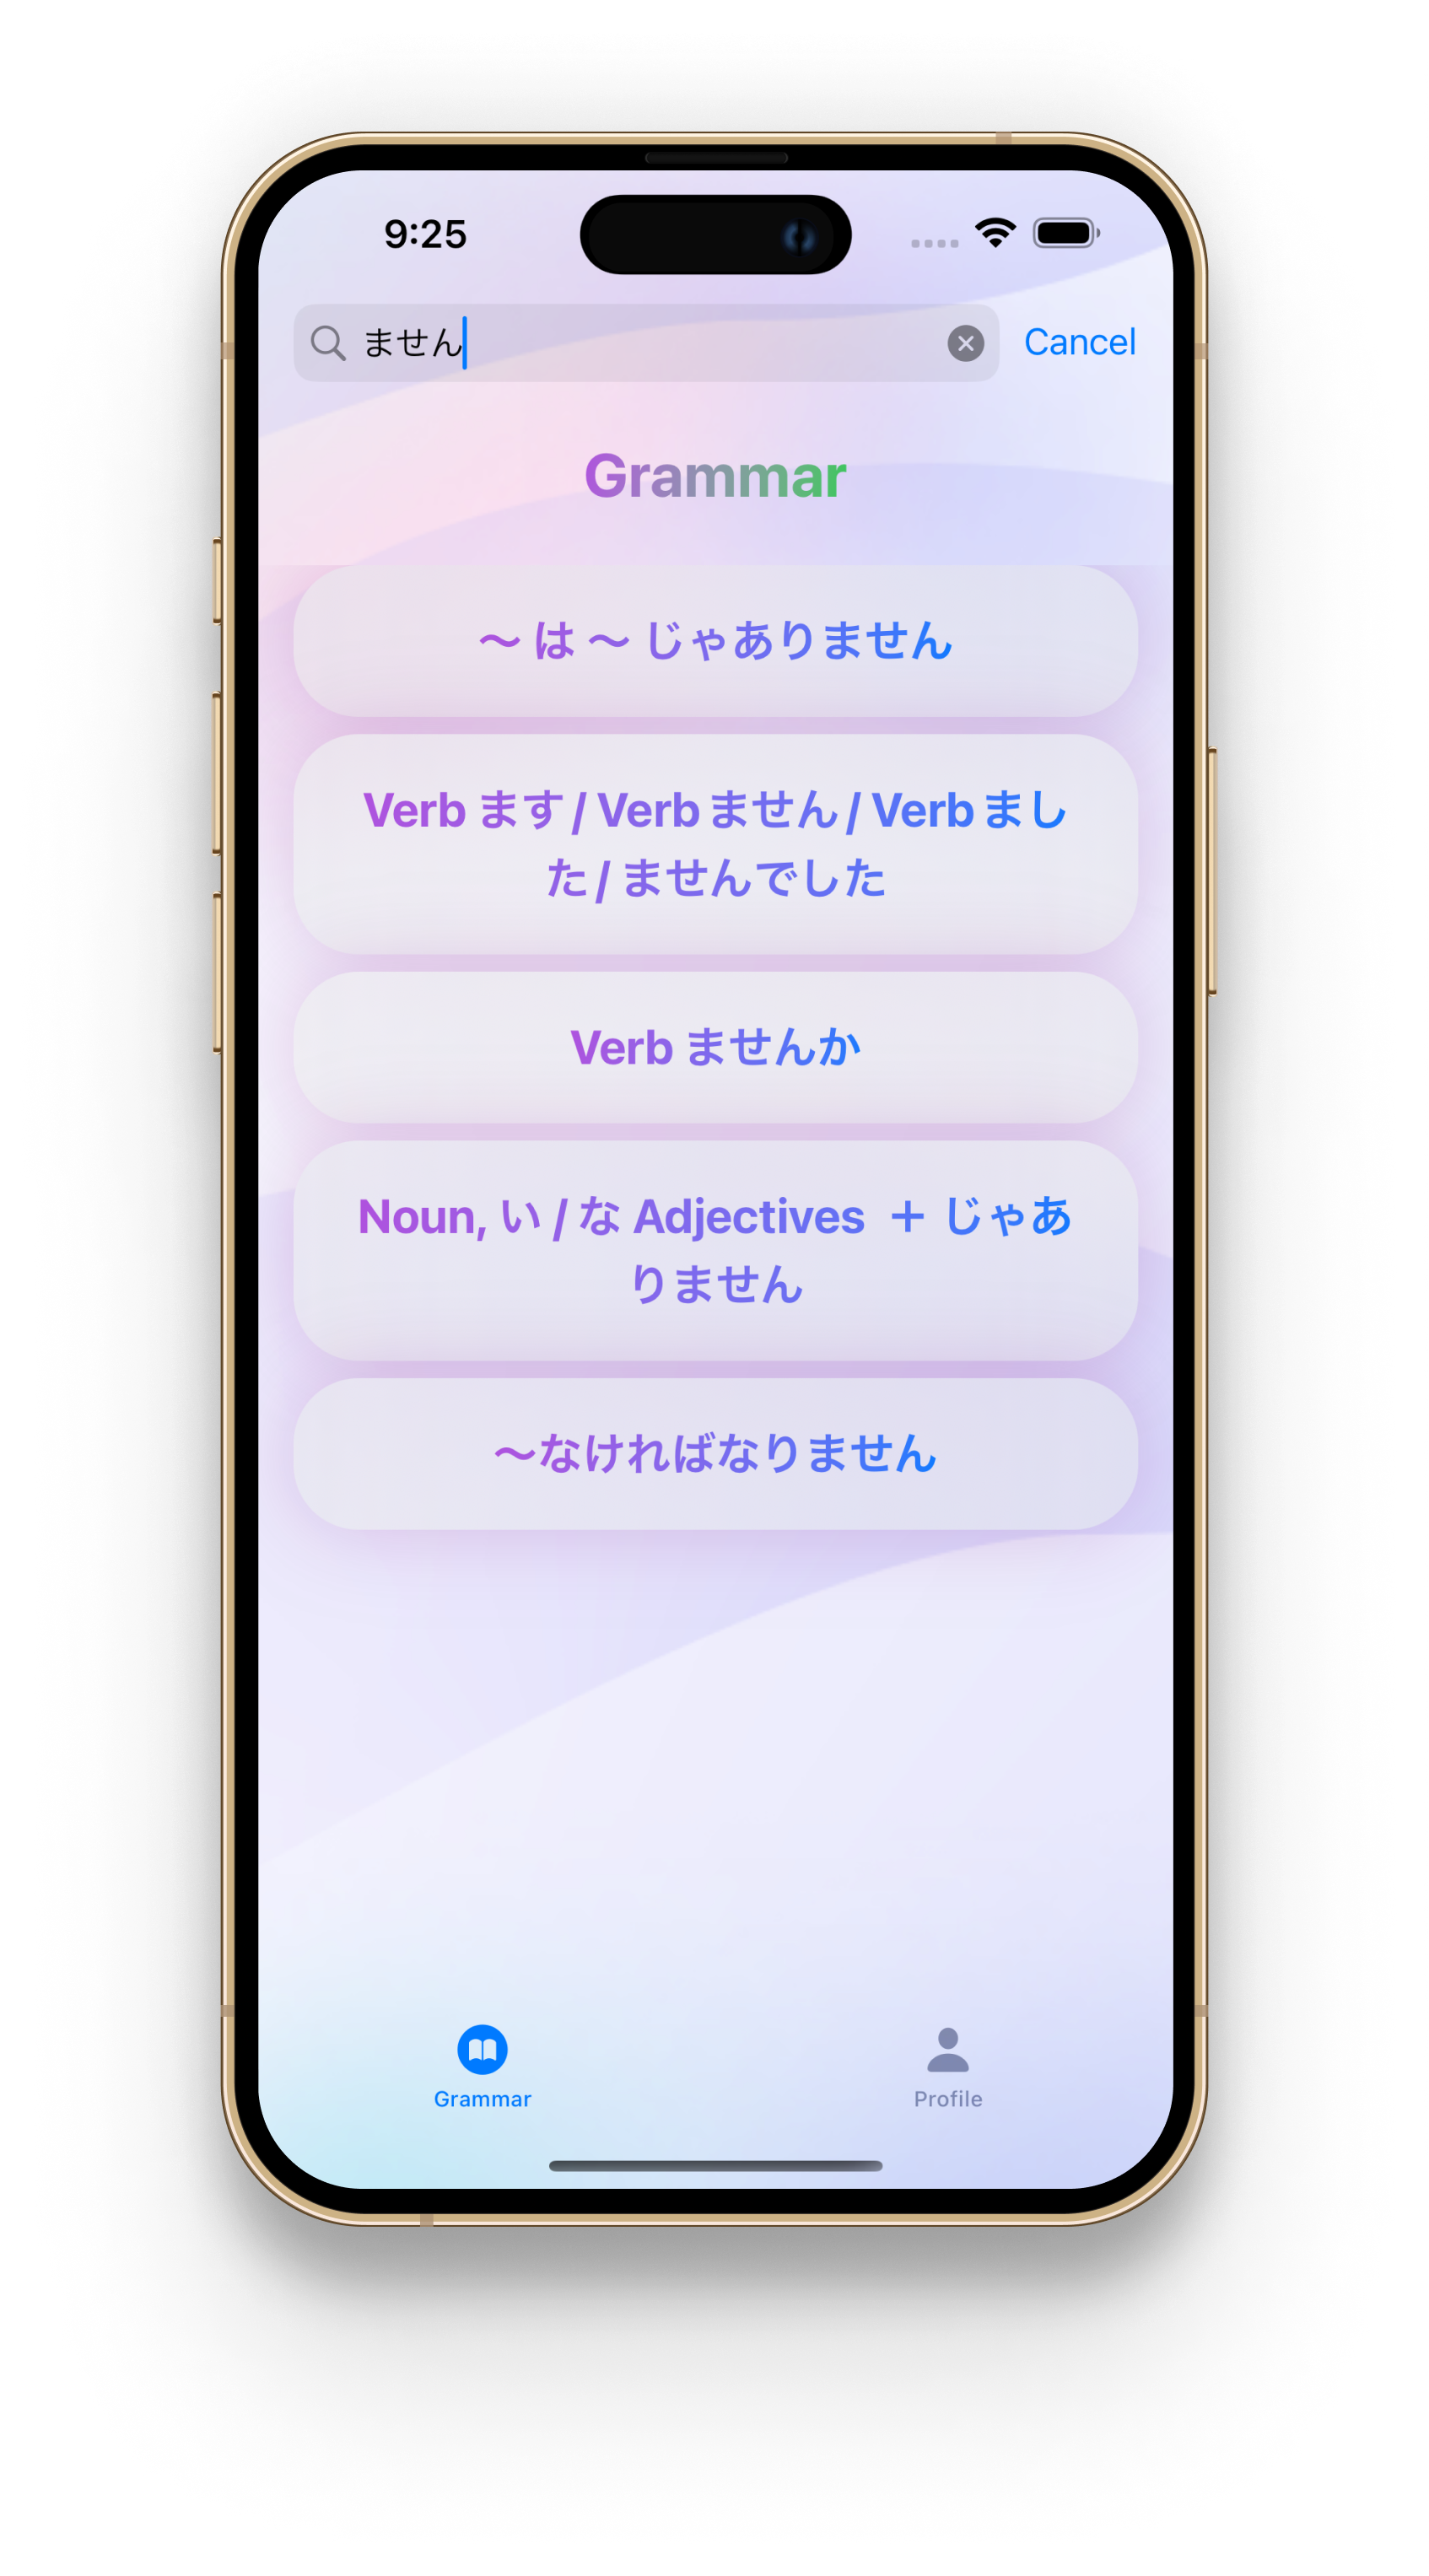 9:25
ません
Cancel
Grammar
〜 は 〜 じゃありません
Verb ます / Verb ません / Verb まし
た / ませんでした
Verb ませんか
Noun, い / な Adjectives ＋ じゃあ
りません
〜なければなりません
Grammar
Profile